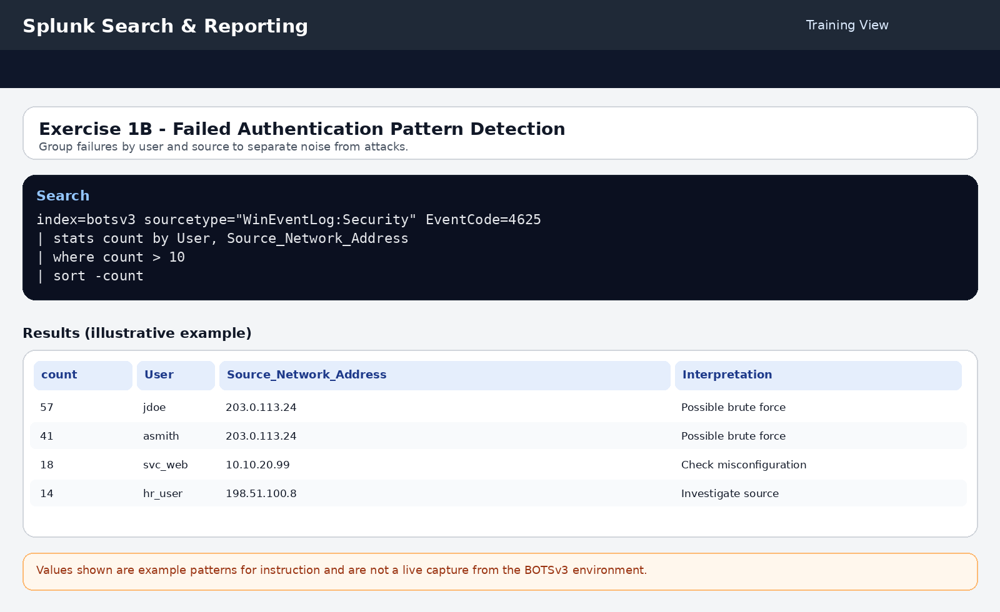 Splunk Search & Reporting
Training View
Exercise 1B - Failed Authentication Pattern Detection
Group failures by user and source to separate noise from attacks.
Search
index=botsv3 sourcetype="WinEventLog:Security" EventCode=4625
| stats count by User, Source_Network_Address
| where count > 10
| sort -count
Results (illustrative example)
count User Source_Network_Address Interpretation
57 jdoe 203.0.113.24 Possible brute force
41 asmith 203.0.113.24 Possible brute force
18 svc_web 10.10.20.99 Check misconfiguration
14 hr_user 198.51.100.8 Investigate source
Values shown are example patterns for instruction and are not a live capture from the BOTSv3 environment.